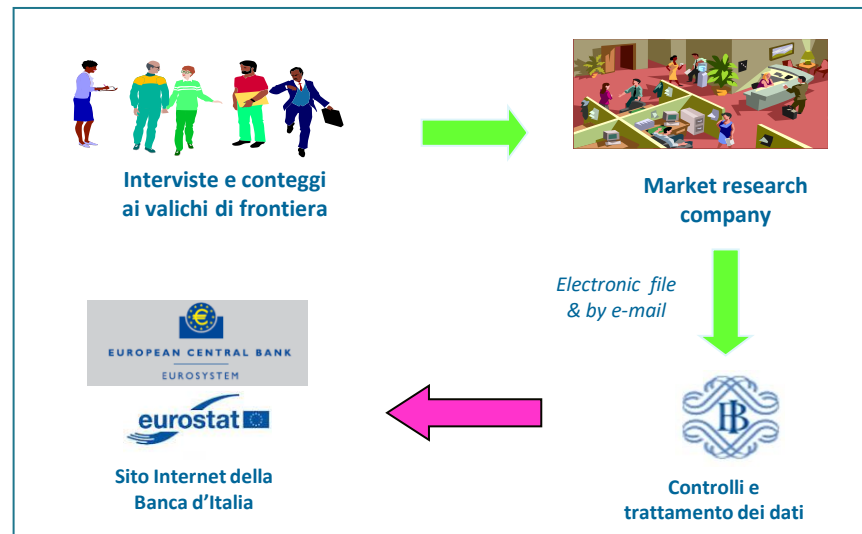 Interviste e conteggi
ai valichi di frontiera
Market research
company
Electronic file
& by e-mail
EUROPEAN CENTRAL BANK
EUROSYSTEM
eurostat
Sito Internet della
Banca d’Italia
Controlli e
trattamento dei dati